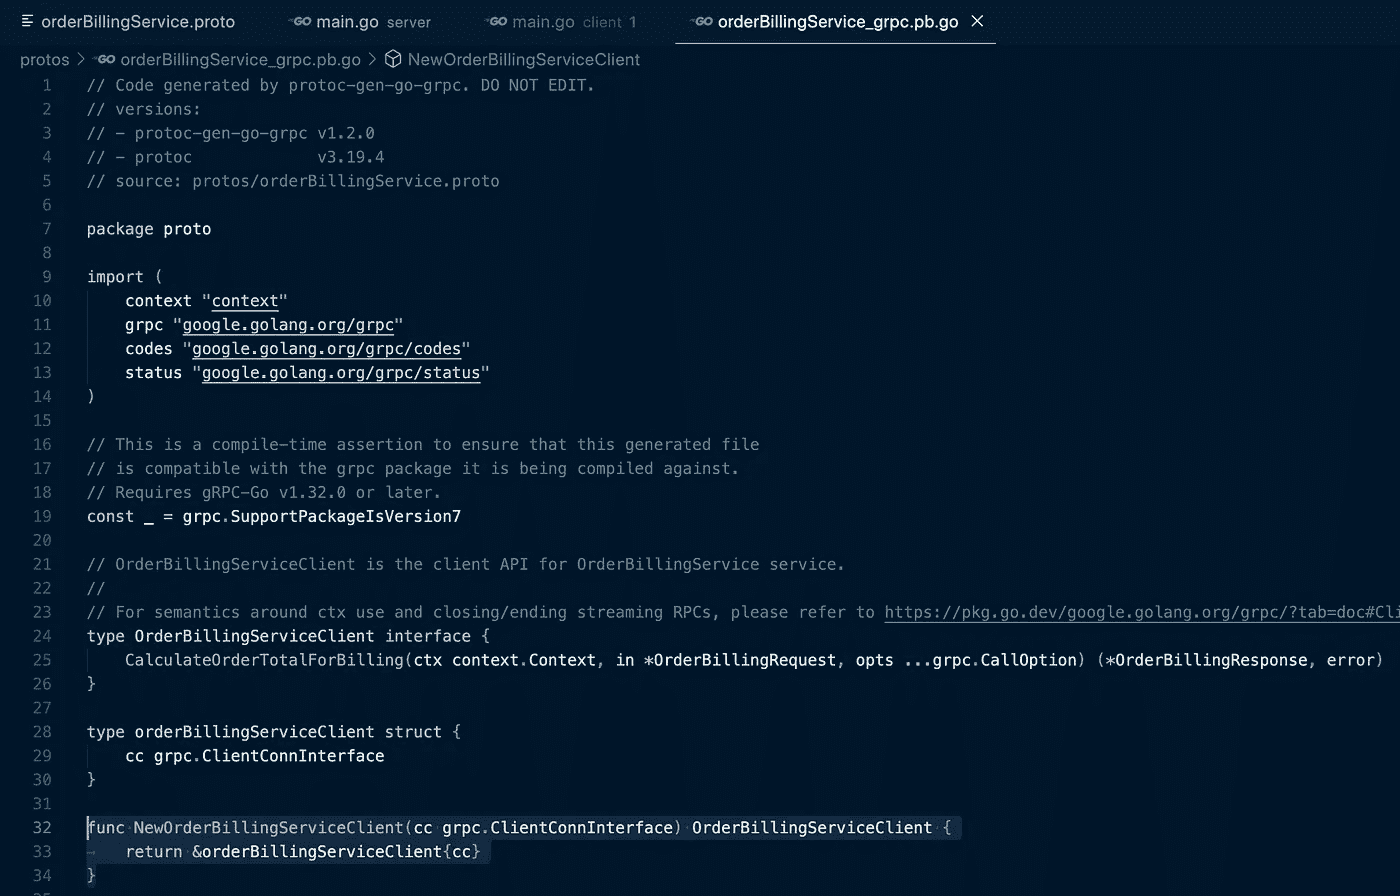 orderBillingService.proto GO main.go server GO main.go client 1 GO orderBillingService_grpc.pb.go
protos > GO orderBillingService_grpc.pb.go > NewOrderBillingServiceClient
1 // Code generated by protoc-gen-go-grpc. DO NOT EDIT.
2 // versions:
3 // - protoc-gen-go-grpc v1.2.0
4 // - protoc             v3.19.4
5 // source: protos/orderBillingService.proto
6
7 package proto
8
9 import (
10     context "context"
11     grpc "google.golang.org/grpc"
12     codes "google.golang.org/grpc/codes"
13     status "google.golang.org/grpc/status"
14 )
15
16 // This is a compile-time assertion to ensure that this generated file
17 // is compatible with the grpc package it is being compiled against.
18 // Requires gRPC-Go v1.32.0 or later.
19 const _ = grpc.SupportPackageIsVersion7
20
21 // OrderBillingServiceClient is the client API for OrderBillingService service.
22 //
23 // For semantics around ctx use and closing/ending streaming RPCs, please refer to https://pkg.go.dev/google.golang.org/grpc/?tab=doc#Cli
24 type OrderBillingServiceClient interface {
25     CalculateOrderTotalForBilling(ctx context.Context, in *OrderBillingRequest, opts ...grpc.CallOption) (*OrderBillingResponse, error)
26 }
27
28 type orderBillingServiceClient struct {
29     cc grpc.ClientConnInterface
30 }
31
32 func NewOrderBillingServiceClient(cc grpc.ClientConnInterface) OrderBillingServiceClient {
33     return &orderBillingServiceClient{cc}
34 }